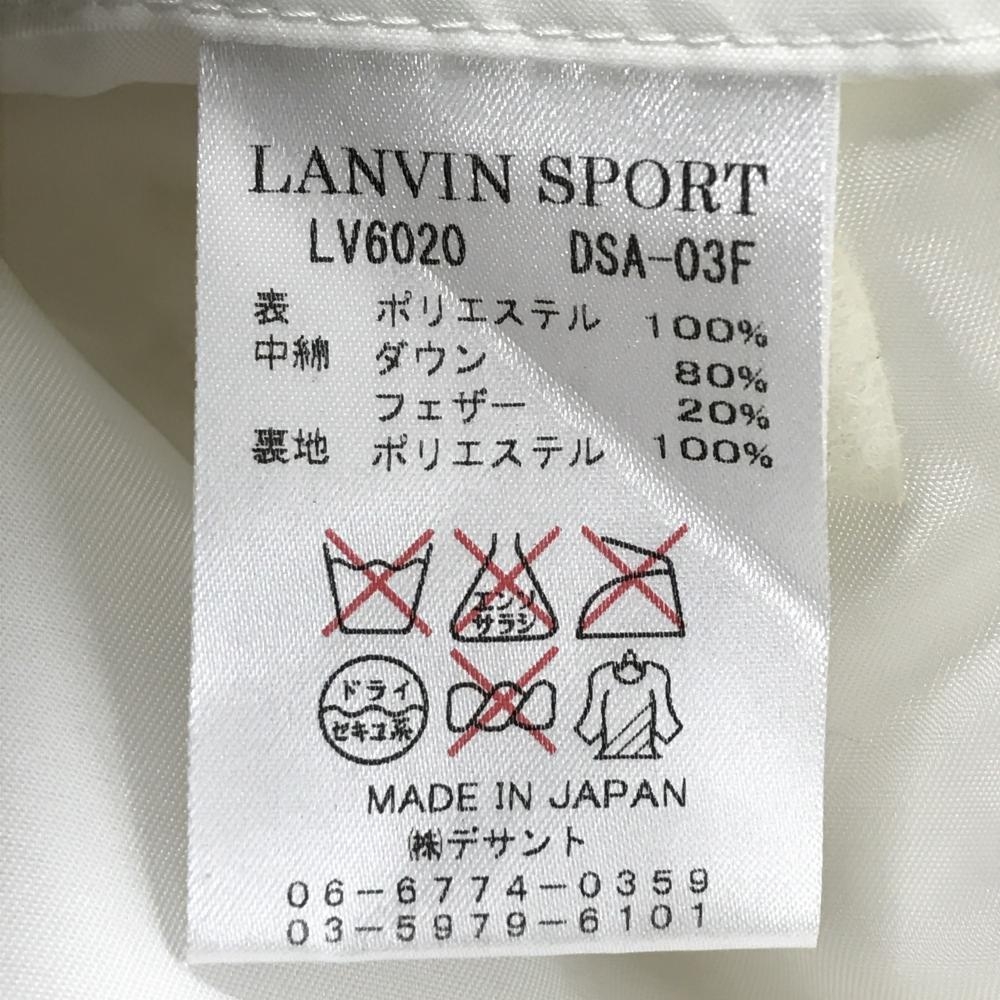 LANVIN SPORT
LV6020 DSA-03F
表 ポリエステル 100%
中綿 ダウン 80%
フェザー 20%
裏地 ポリエステル 100%
エンソ
サラシ
ドライ
セキユ系
MADE IN JAPAN
㈱デサント
06-6774-0359
03-5979-6101